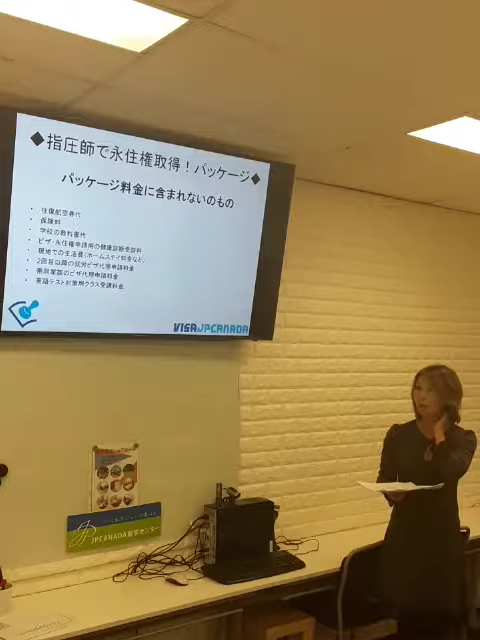 ◆指圧師で永住権取得！パッケージ◆
パッケージ料金に含まれないのもの
・ 往復航空券代
・ 保険料
・ 学校の教科書代
・ ビザ・永住権申請用の健康診断受診料
・ 現地での生活費（ホームステイ料金など）
・ 2回目以降の就労ビザ代理申請料金
・ 帯同家族のビザ代理申請料金
・ 英語テスト対策用クラス受講料金
VISAJPCANADA
JPCANADA留学センター